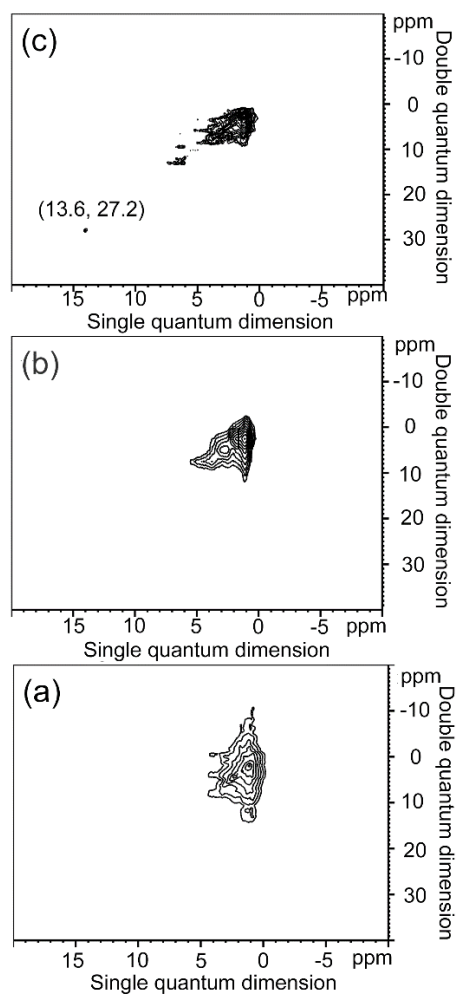 (c)
ppm
-10
0
10
20
30
Double quantum dimension
(13.6, 27.2)
15 10 5 0 -5 ppm
Single quantum dimension
(b)
ppm
-10
0
10
20
30
Double quantum dimension
15 10 5 0 -5 ppm
Single quantum dimension
(a)
ppm
-10
0
10
20
30
Double quantum dimension
15 10 5 0 -5 ppm
Single quantum dimension